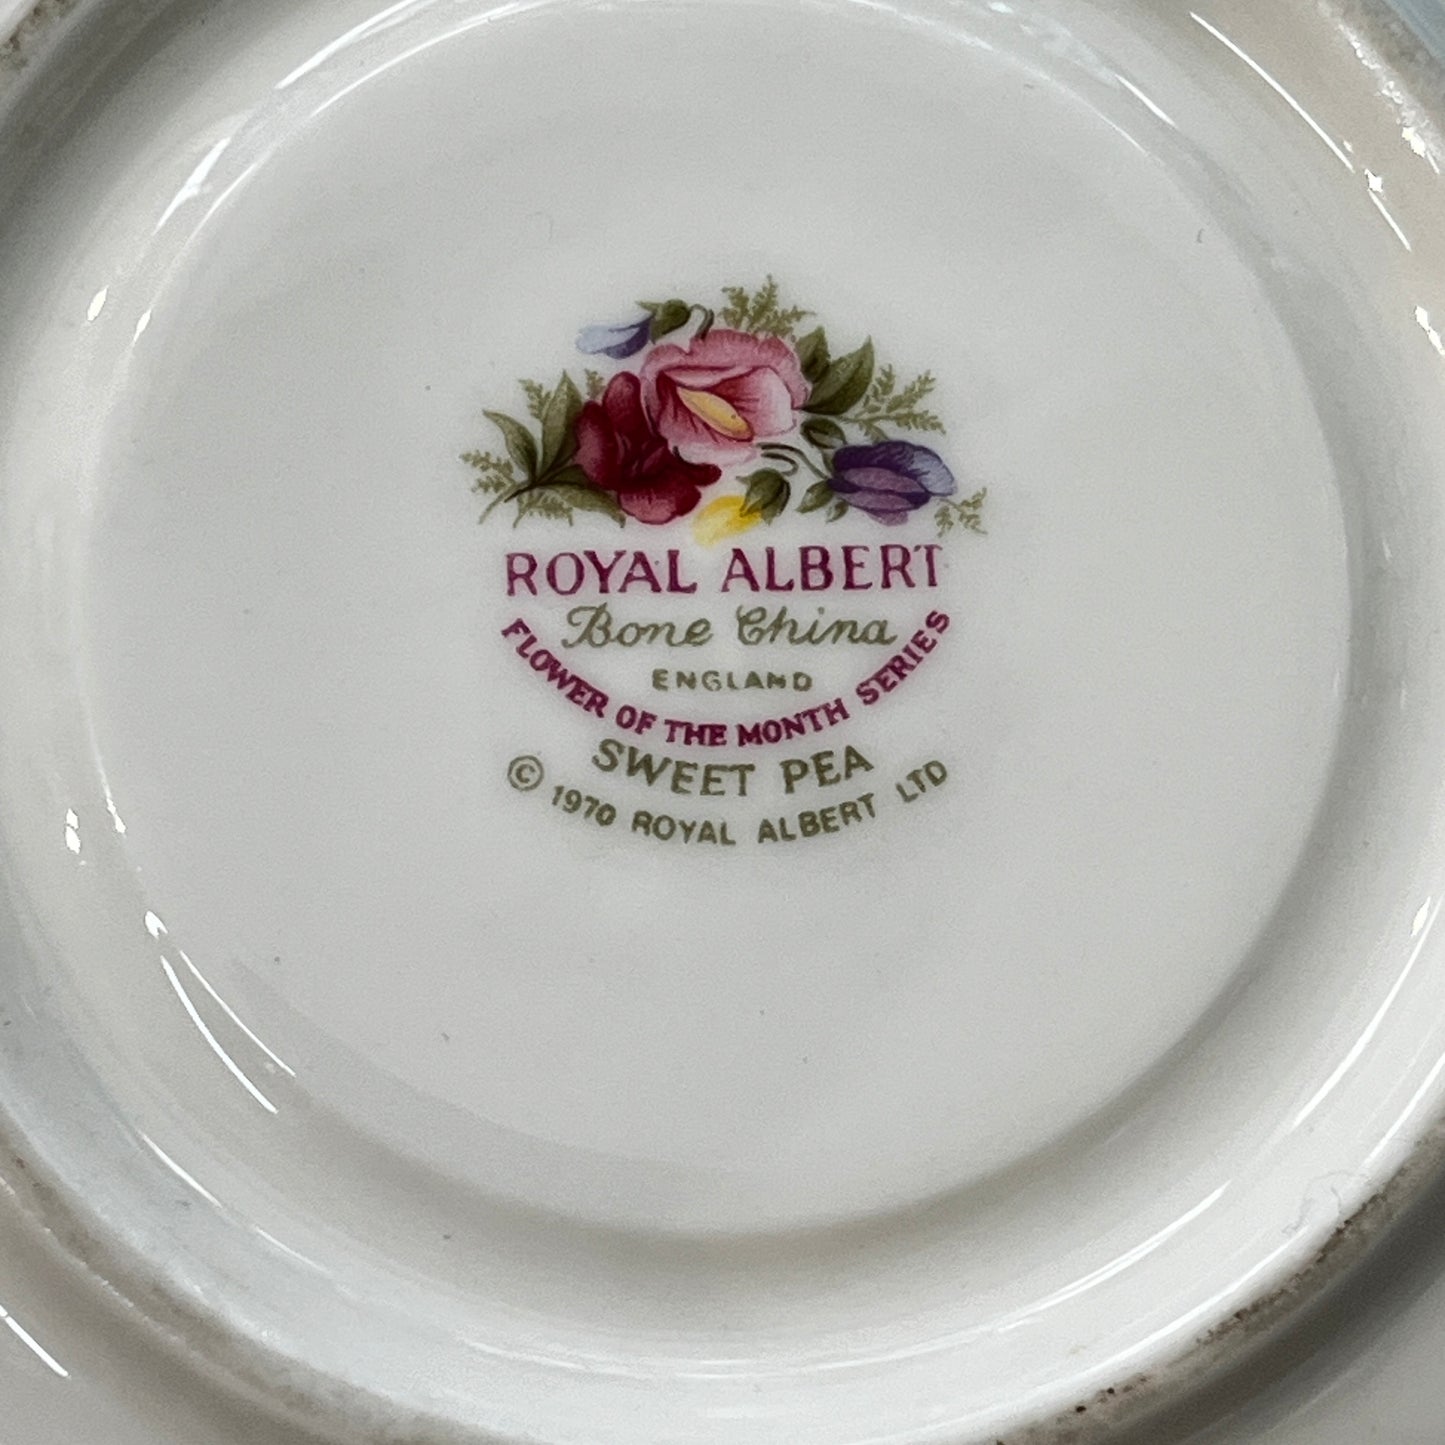 ROYAL ALBERT
Bone China
ENGLAND
FLOWER OF THE MONTH SERIES
SWEET PEA
© 1970 ROYAL ALBERT LTD